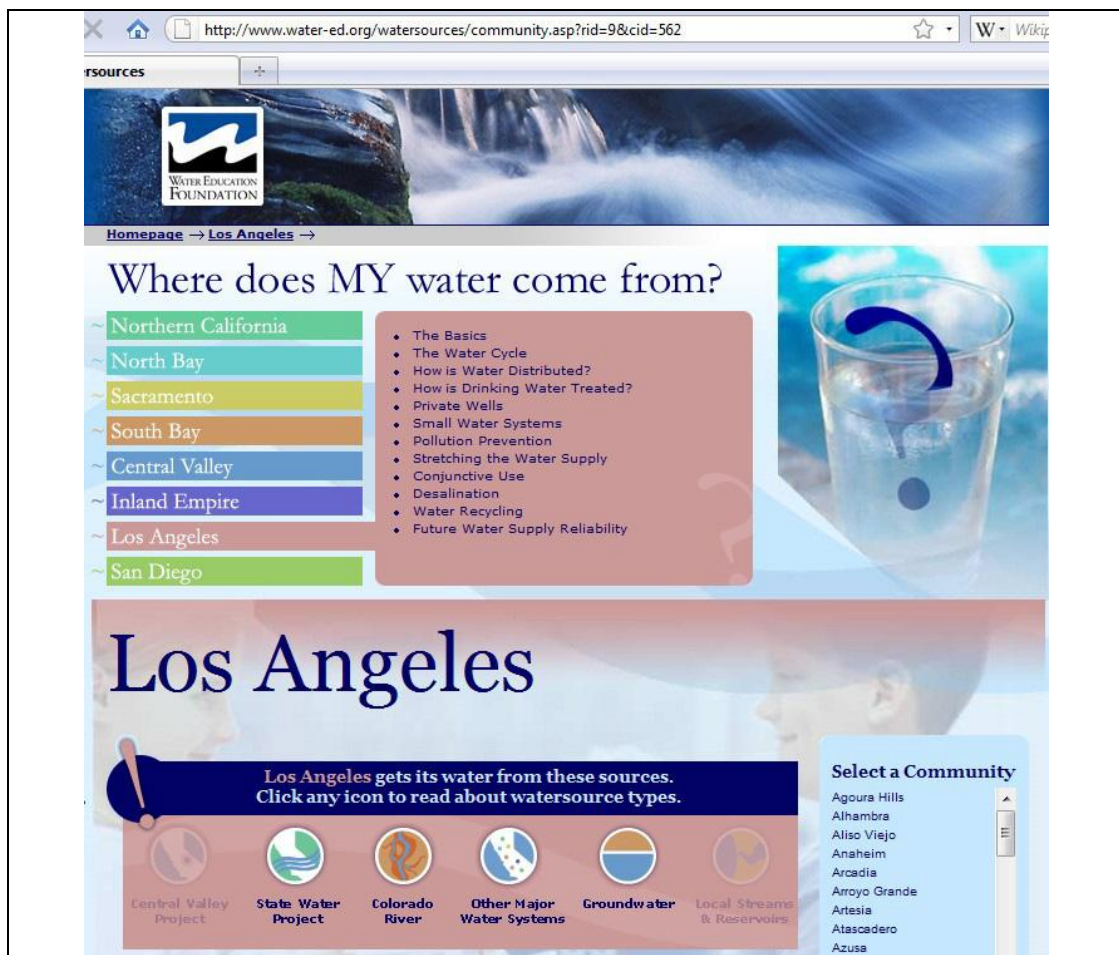 http://www.water-ed.org/watersources/community.asp?rid=9&cid=562
W
rsources
WATER EDUCATION
FOUNDATION
Homepage → Los Angeles →
Where does MY water come from?
~ Northern California
~ North Bay
~ Sacramento
~ South Bay
~ Central Valley
~ Inland Empire
~ Los Angeles
~ San Diego
• The Basics
• The Water Cycle
• How is Water Distributed?
• How is Drinking Water Treated?
• Private Wells
• Small Water Systems
• Pollution Prevention
• Stretching the Water Supply
• Conjunctive Use
• Desalination
• Water Recycling
• Future Water Supply Reliability
?
Los Angeles
!
Los Angeles gets its water from these sources.
Click any icon to read about watersource types.
Central Valley
Project
State Water
Project
Colorado
River
Other Major
Water Systems
Groundwater
Local Streams
& Reservoirs
Select a Community
Agoura Hills
Alhambra
Aliso Viejo
Anaheim
Arcadia
Arroyo Grande
Artesia
Atascadero
Azusa